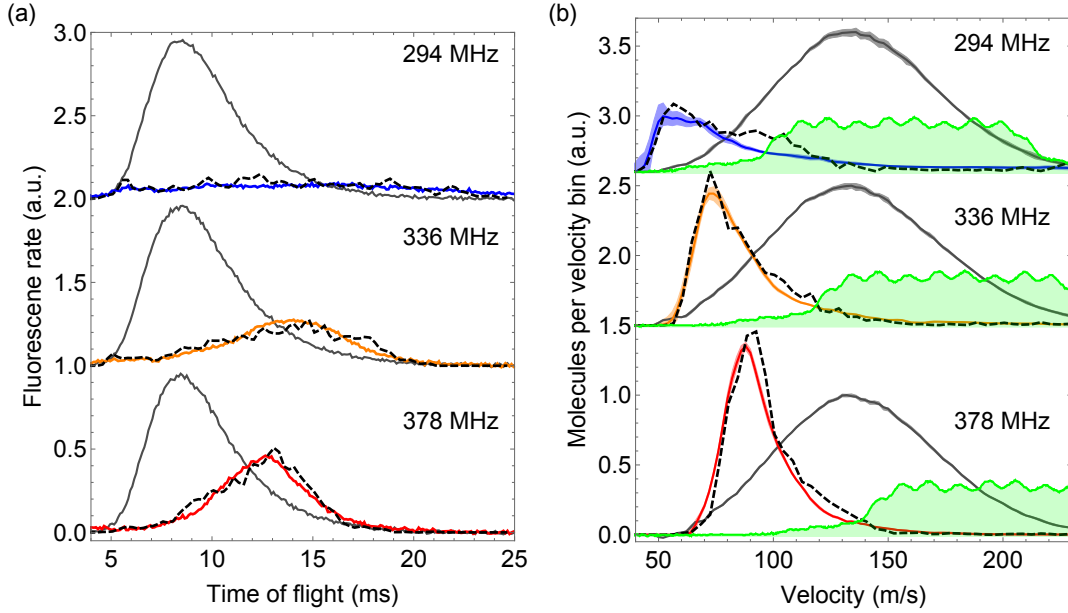 (a)
3.0
2.5
2.0
1.5
1.0
0.5
0.0
5
10
15
20
25
294 MHz
336 MHz
378 MHz
Fluorescene rate (a.u.)
Time of flight (ms)
(b)
3.5
3.0
2.5
2.0
1.5
1.0
0.5
0.0
50
100
150
200
294 MHz
336 MHz
378 MHz
Molecules per velocity bin (a.u.)
Velocity (m/s)